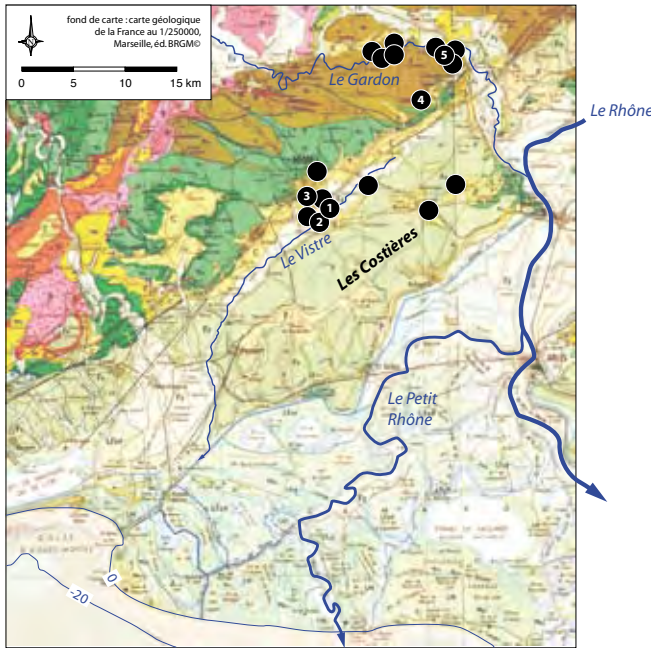 fond de carte : carte géologique
de la France au 1/250000,
Marseille, éd. BRGM©
0 5 10 15 km
Le Gardon
5
4
Le Rhône
3
1
2
Le Vistre
Les Costières
Le Petit
Rhône
0
-20